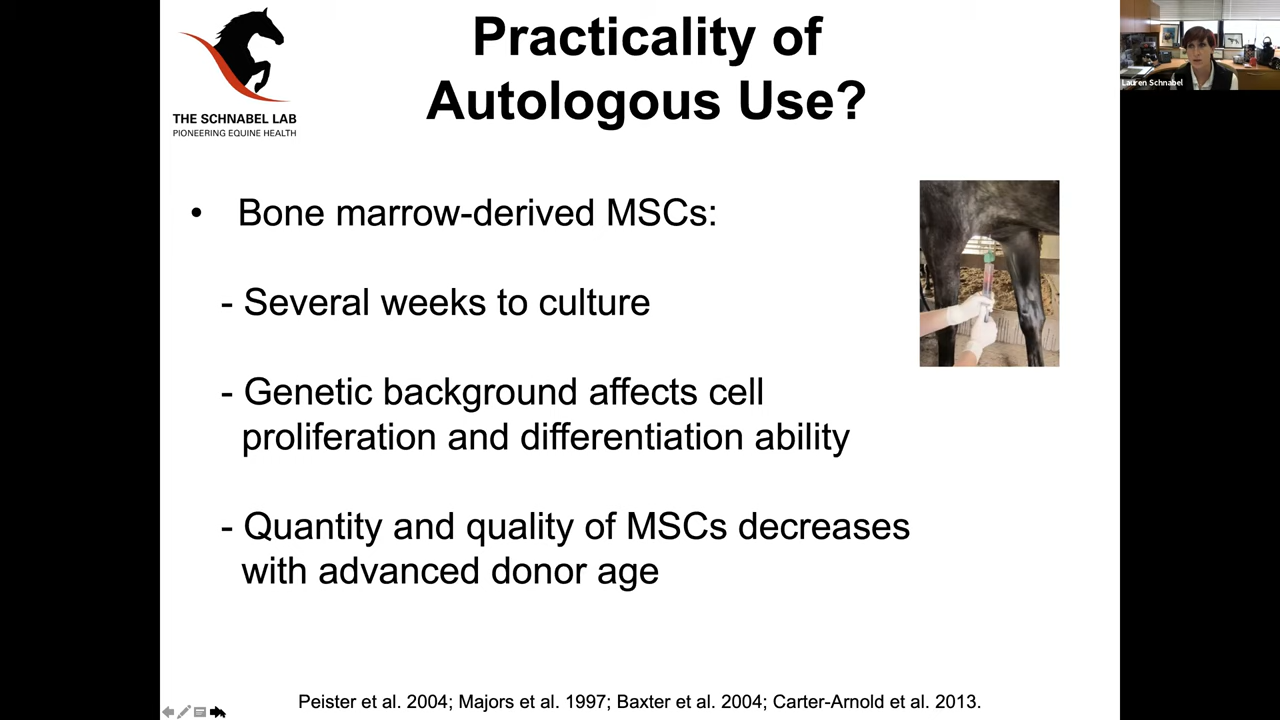 THE SCHNABEL LAB
PIONEERING EQUINE HEALTH
Practicality of
Autologous Use?
Lauren Schnabel
• Bone marrow-derived MSCs:
- Several weeks to culture
- Genetic background affects cell
proliferation and differentiation ability
- Quantity and quality of MSCs decreases
with advanced donor age
Peister et al. 2004; Majors et al. 1997; Baxter et al. 2004; Carter-Arnold et al. 2013.